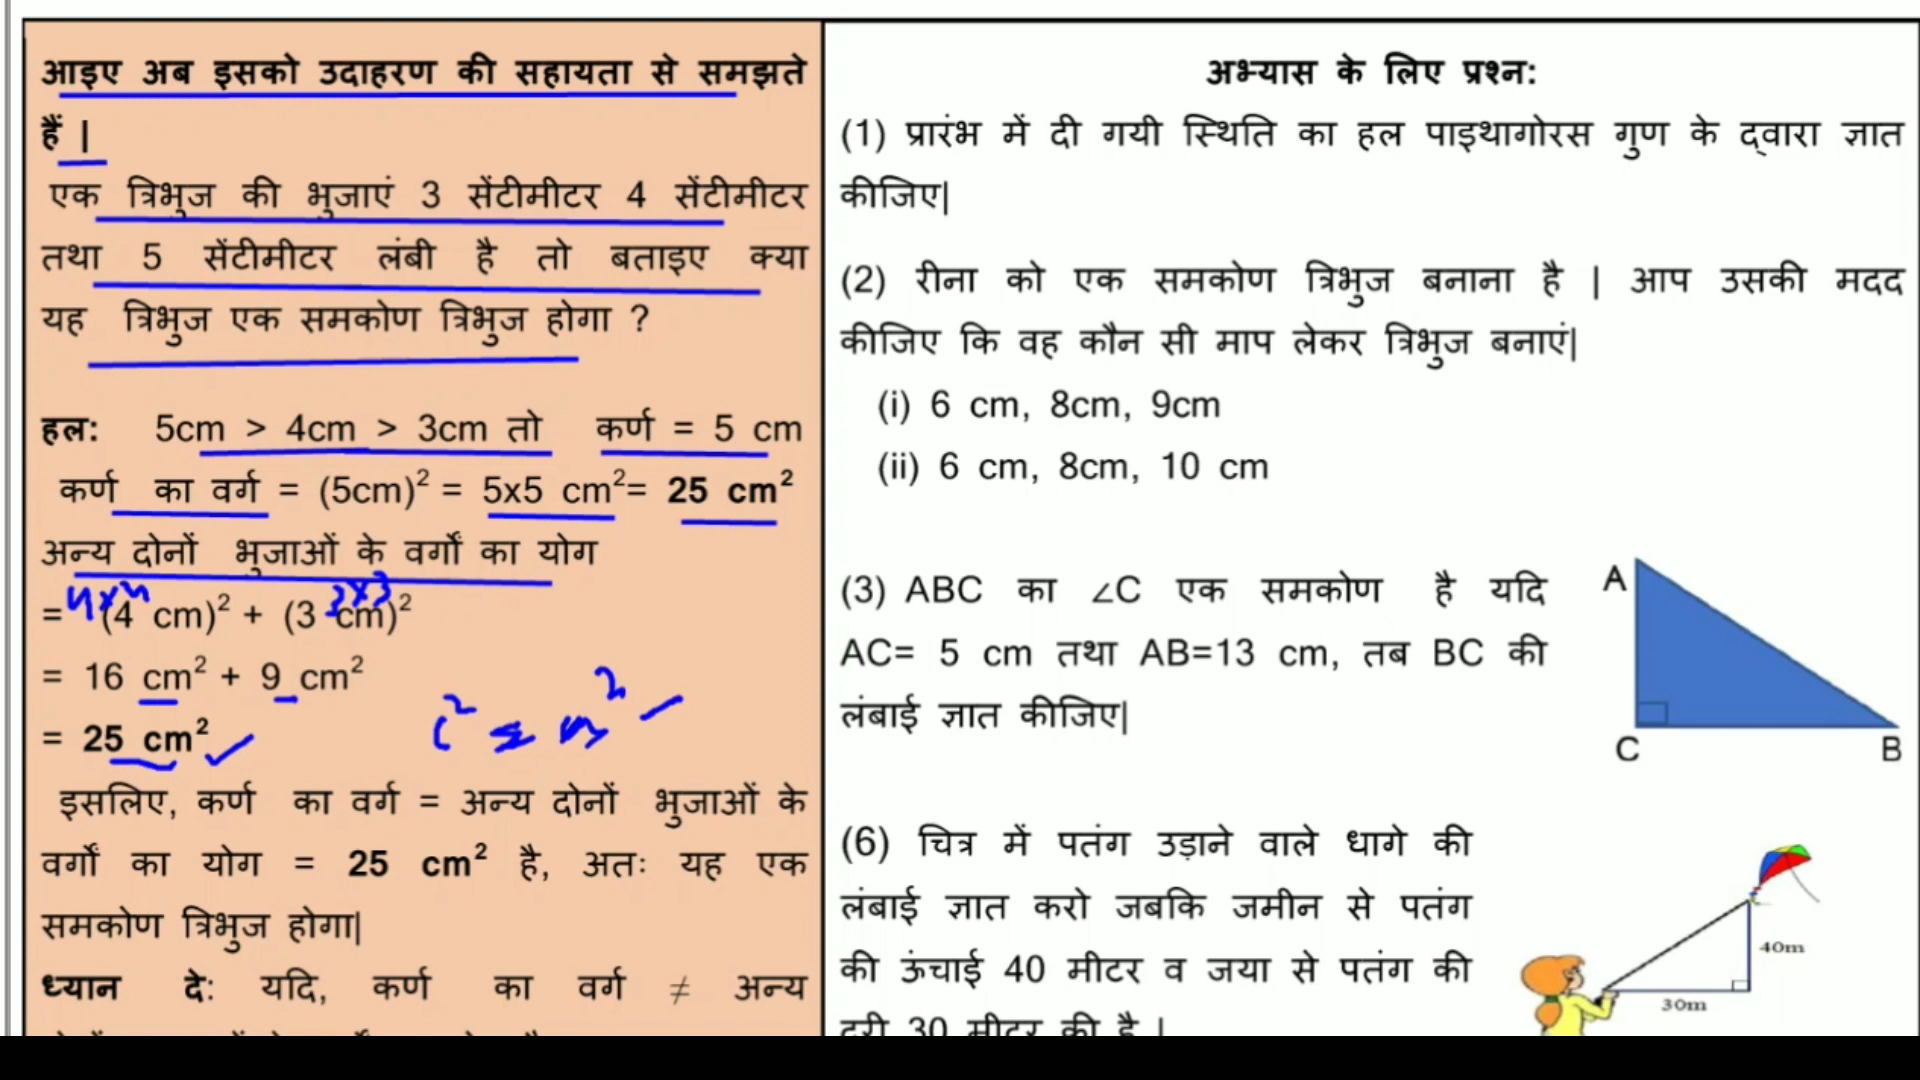 आइए अब इसको उदाहरण की सहायता से समझते
हैं |
एक त्रिभुज की भुजाएं 3 सेंटीमीटर 4 सेंटीमीटर
तथा 5 सेंटीमीटर लंबी है तो बताइए क्या
यह त्रिभुज एक समकोण त्रिभुज होगा ?
हल: 5cm > 4cm > 3cm तो कर्ण = 5 cm
कर्ण का वर्ग = (5cm)² = 5x5 cm²= 25 cm²
अन्य दोनों भुजाओं के वर्गों का योग
4x4 3x3
= (4 cm)² + (3 cm)²
= 16 cm² + 9 cm²
= 25 cm²
इसलिए, कर्ण का वर्ग = अन्य दोनों भुजाओं के
वर्गों का योग = 25 cm² है, अतः यह एक
समकोण त्रिभुज होगा|
ध्यान दे: यदि, कर्ण का वर्ग ≠ अन्य
अभ्यास के लिए प्रश्न:
(1) प्रारंभ में दी गयी स्थिति का हल पाइथागोरस गुण के द्वारा ज्ञात
कीजिए|
(2) रीना को एक समकोण त्रिभुज बनाना है | आप उसकी मदद
कीजिए कि वह कौन सी माप लेकर त्रिभुज बनाएं|
(i) 6 cm, 8cm, 9cm
(ii) 6 cm, 8cm, 10 cm
(3) ABC का ∠C एक समकोण है यदि
AC= 5 cm तथा AB=13 cm, तब BC की
लंबाई ज्ञात कीजिए|
A
C B
(6) चित्र में पतंग उड़ाने वाले धागे की
लंबाई ज्ञात करो जबकि जमीन से पतंग
की ऊंचाई 40 मीटर व जया से पतंग की
दूरी 30 मीटर की है |
40m
30m